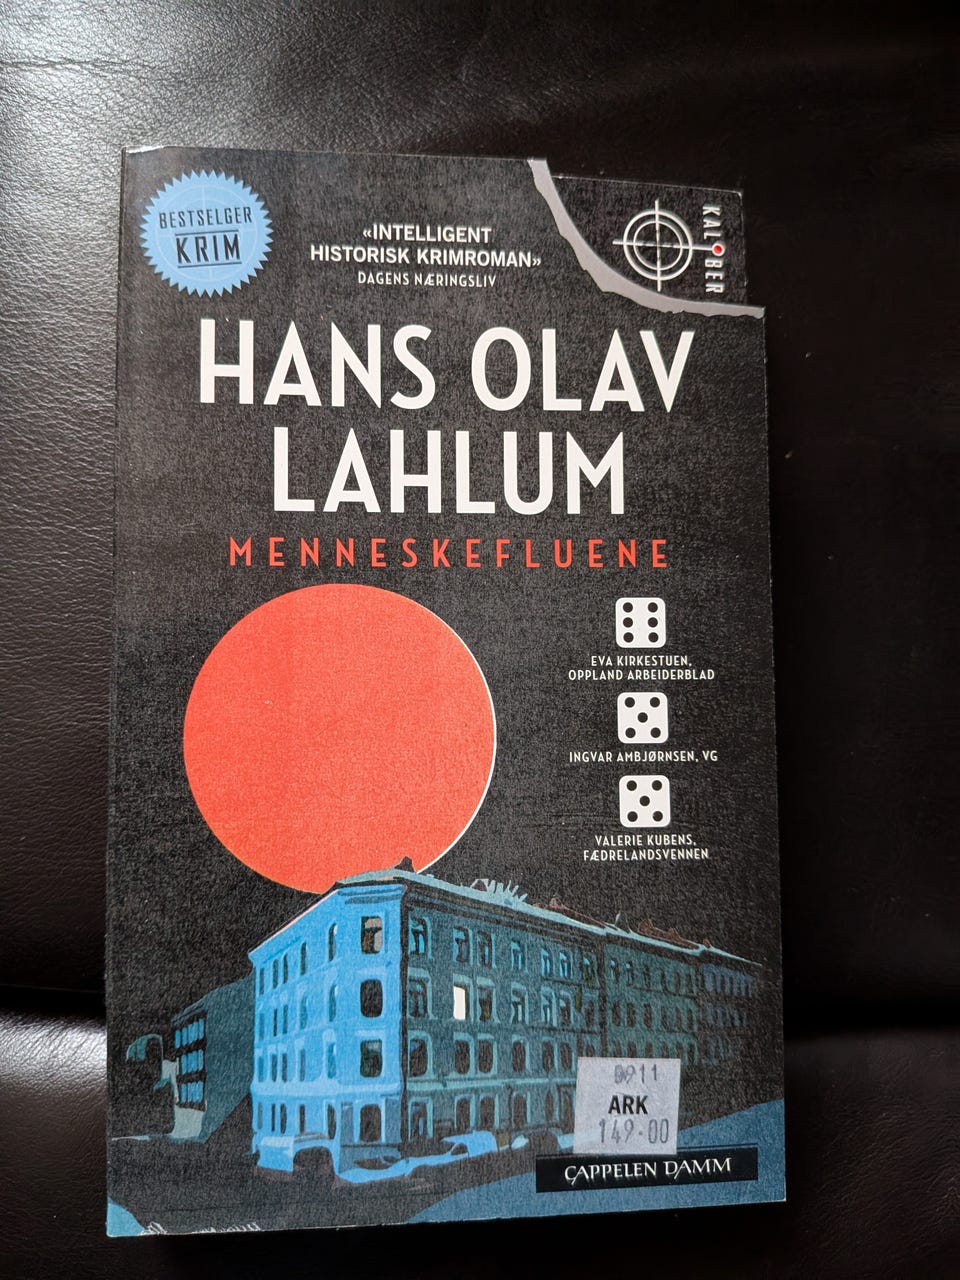 BESTSELGER
KRIM
«INTELLIGENT
HISTORISK KRIMROMAN»
DAGENS NÆRINGSLIV
KALIBER
HANS OLAV
LAHLUM
MENNESKEFLUENE
EVA KIRKESTUEN,
OPPLAND ARBEIDERBLAD
INGVAR AMBJØRNSEN, VG
VALERIE KUBENS,
FÆDRELANDSVENNEN
0911
ARK
149.00
CAPPELEN DAMM